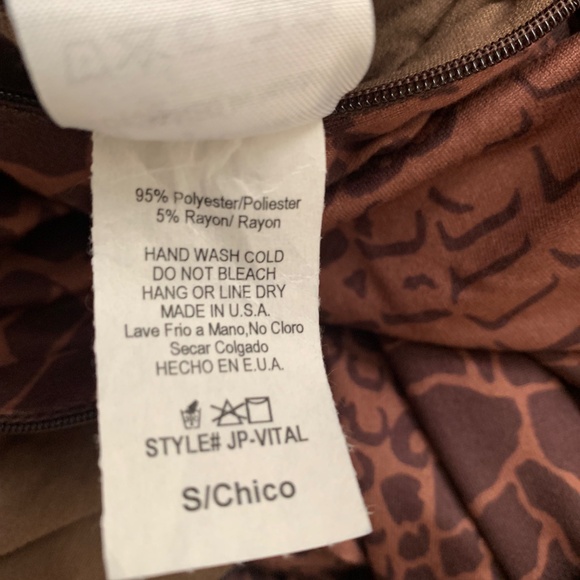 95% Polyester/Poliester
5% Rayon/ Rayon
HAND WASH COLD
DO NOT BLEACH
HANG OR LINE DRY
MADE IN U.S.A.
Lave Frio a Mano,No Cloro
Secar Colgado
HECHO EN E.U.A.
STYLE# JP-VITAL
S/Chico